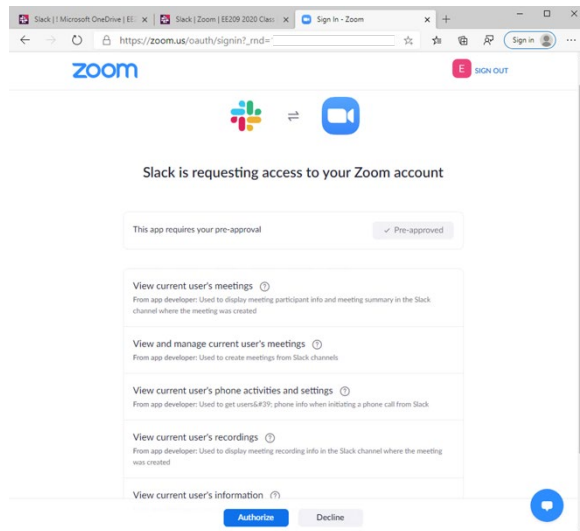 Slack | ! Microsoft OneDrive | EE
Slack | Zoom | EE209 2020 Class
Sign In - Zoom
https://zoom.us/oauth/signin?_rnd=
Sign in
zoom
E SIGN OUT
Slack is requesting access to your Zoom account
This app requires your pre-approval
Pre-approved
View current user's meetings
From app developer: Used to display meeting participant info and meeting summary in the Slack
channel where the meeting was created
View and manage current user's meetings
From app developer: Used to create meetings from Slack channels
View current user's phone activities and settings
From app developer: Used to get users&#39; phone info when initiating a phone call from Slack
View current user's recordings
From app developer: Used to display meeting recording info in the Slack channel where the meeting
was created
View current user's information
Authorize
Decline